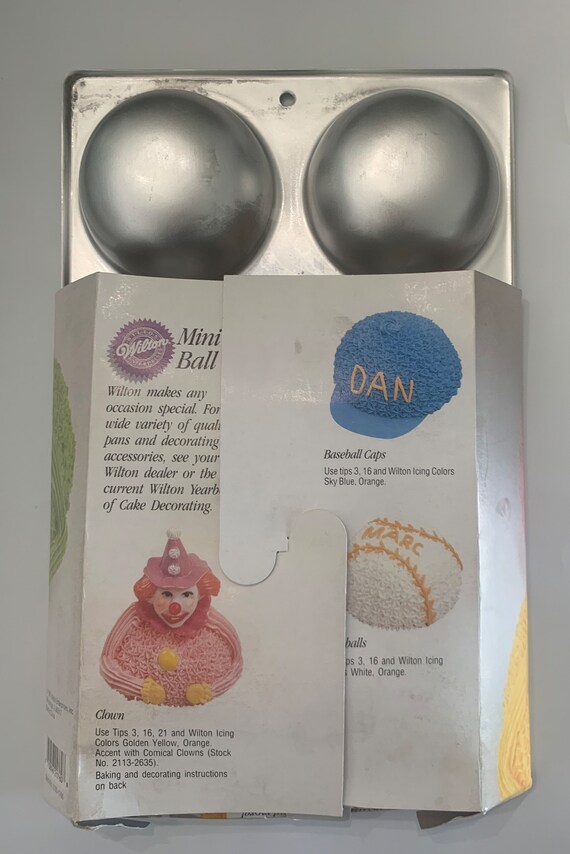 Wilton
Mini
Ball
Wilton makes any
occasion special. For
wide variety of quali
pans and decorating
accessories, see your
Wilton dealer or the
current Wilton Yearb
of Cake Decorating.
Clown
Use Tips 3, 16, 21 and Wilton Icing
Colors Golden Yellow, Orange.
Accent with Comical Clowns (Stock
No. 2113-2635).
Baking and decorating instructions
on back
DAN
Baseball Caps
Use tips 3, 16 and Wilton Icing Colors
Sky Blue, Orange.
MARC
balls
ps 3, 16 and Wilton Icing
White, Orange.